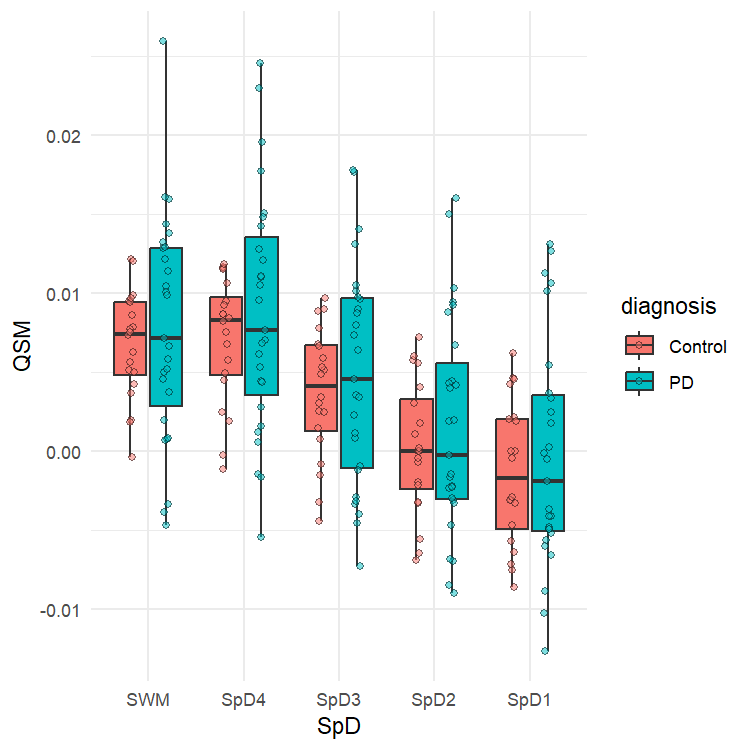 0.02
0.01
0.00
-0.01
QSM
SWM
SpD4
SpD3
SpD2
SpD1
SpD
diagnosis
Control
PD